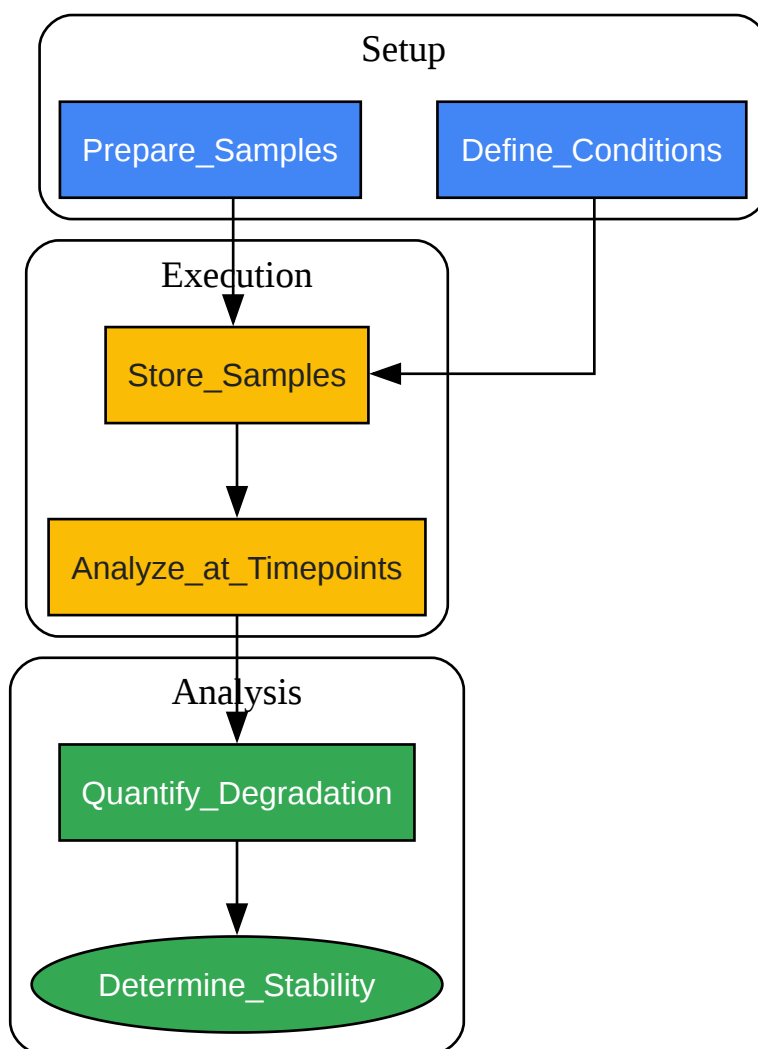 Setup
Prepare_Samples
Define_Conditions
Execution
Store_Samples
Analyze_at_Timepoints
Analysis
Quantify_Degradation
Determine_Stability